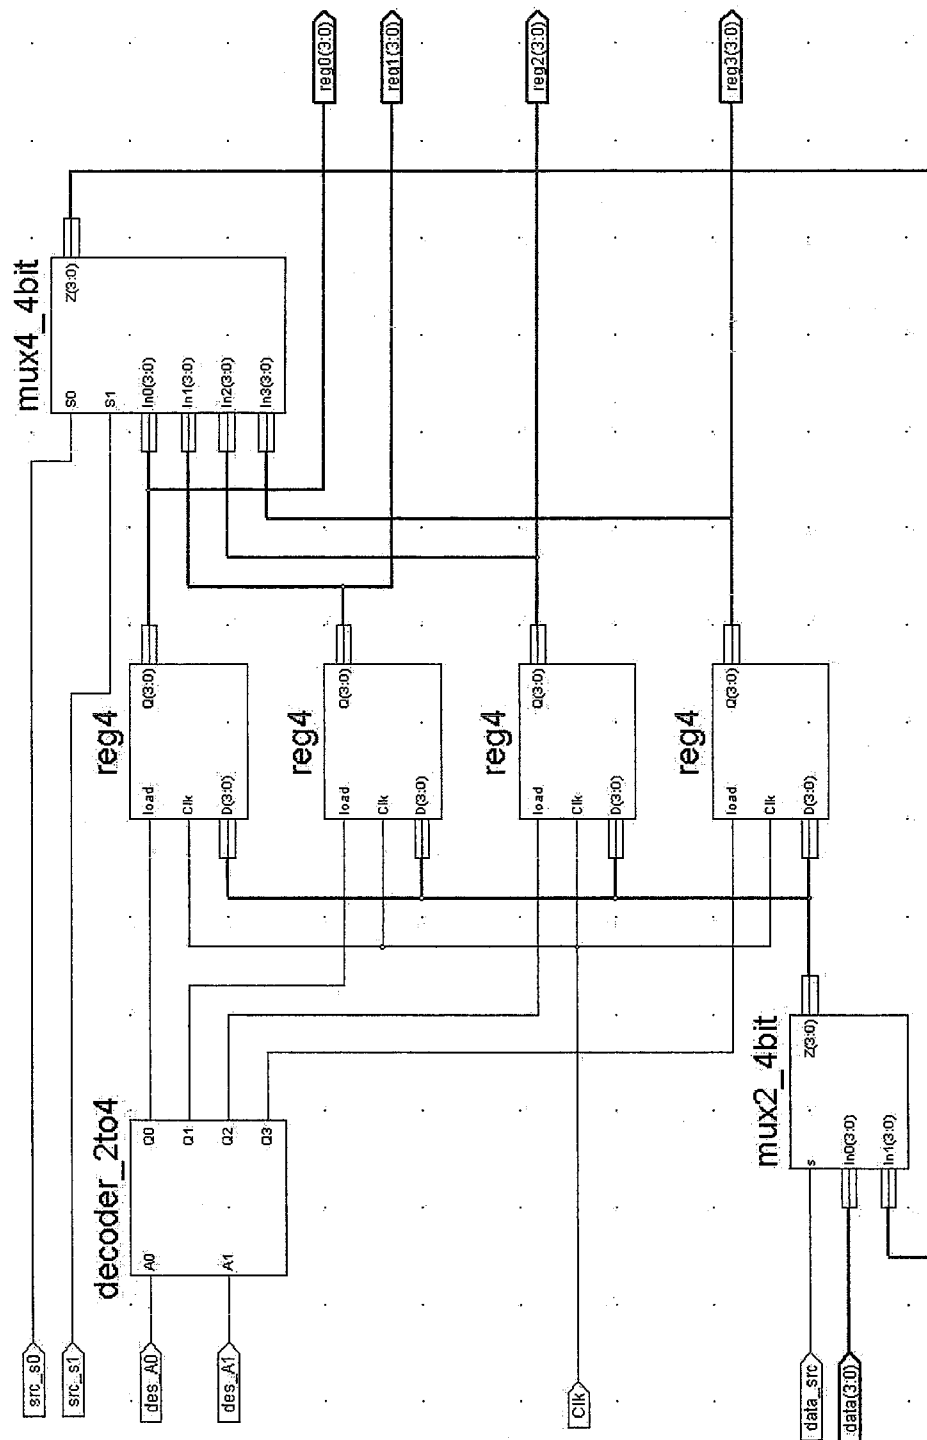 src_s0
src_s1
des_A0
des_A1
Clk
data_src
data(3:0)
decoder_2to4
A0
A1
Q0
Q1
Q2
Q3
mux2_4bit
s
In0(3:0)
In1(3:0)
Z(3:0)
reg4
load
Clk
D(3:0)
Q(3:0)
reg4
load
Clk
D(3:0)
Q(3:0)
reg4
load
Clk
D(3:0)
Q(3:0)
reg4
load
Clk
D(3:0)
Q(3:0)
mux4_4bit
S0
S1
In0(3:0)
In1(3:0)
In2(3:0)
In3(3:0)
Z(3:0)
reg0(3:0)
reg1(3:0)
reg2(3:0)
reg3(3:0)